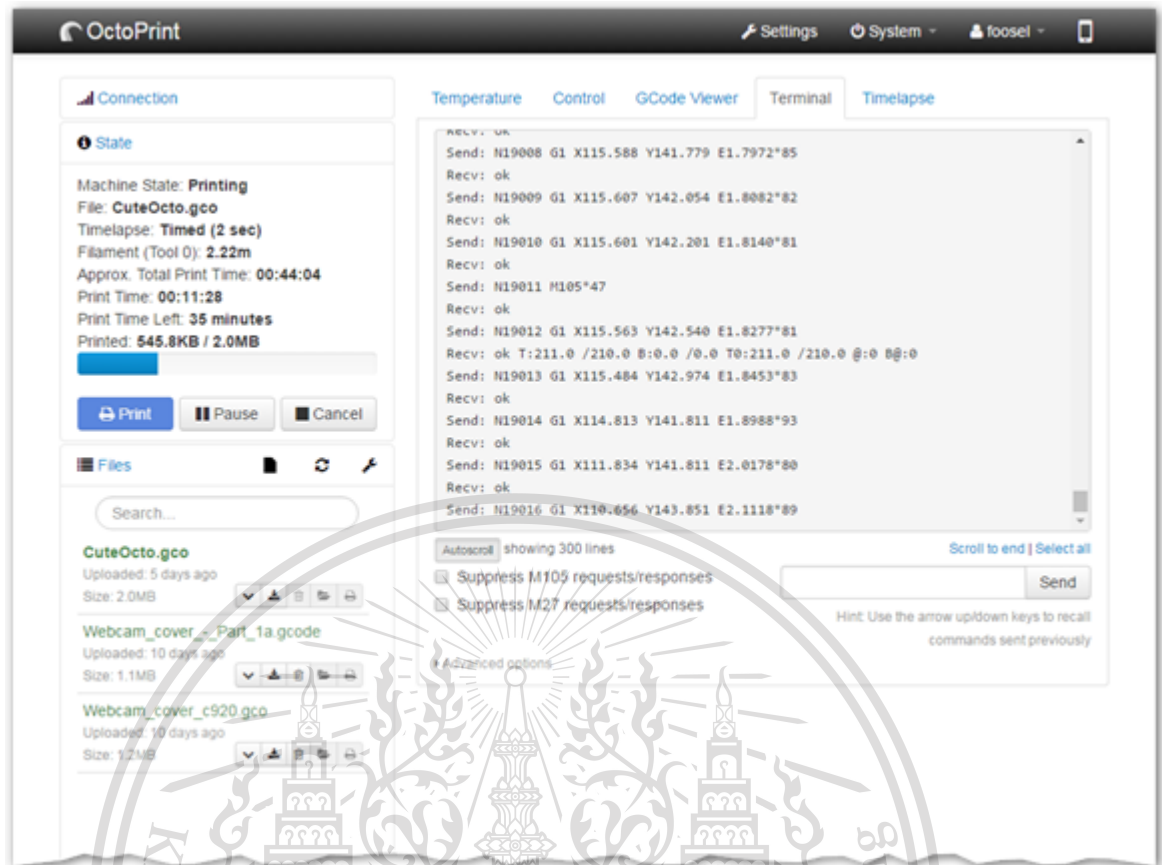 OctoPrint
Settings System foosel
Connection
State
Machine State: Printing
File: CuteOcto.gco
Timelapse: Timed (2 sec)
Filament (Tool 0): 2.22m
Approx. Total Print Time: 00:44:04
Print Time: 00:11:28
Print Time Left: 35 minutes
Printed: 545.8KB / 2.0MB
Print Pause Cancel
Files
Search...
CuteOcto.gco
Uploaded: 5 days ago
Size: 2.0MB
Webcam_cover_-_Part_1a.gcode
Uploaded: 10 days ago
Size: 1.1MB
Webcam_cover_c920.gco
Uploaded: 10 days ago
Size: 1.2MB
Temperature Control GCode Viewer Terminal Timelapse
Recv: ok
Send: N19008 G1 X115.588 Y141.779 E1.7972*85
Recv: ok
Send: N19009 G1 X115.607 Y142.054 E1.8082*82
Recv: ok
Send: N19010 G1 X115.601 Y142.201 E1.8140*81
Recv: ok
Send: N19011 M105*47
Recv: ok
Send: N19012 G1 X115.563 Y142.540 E1.8277*81
Recv: ok T:211.0 /210.0 B:0.0 /0.0 T0:211.0 /210.0 @:0 B@:0
Send: N19013 G1 X115.484 Y142.974 E1.8453*83
Recv: ok
Send: N19014 G1 X114.813 Y141.811 E1.8988*93
Recv: ok
Send: N19015 G1 X111.834 Y141.811 E2.0178*80
Recv: ok
Send: N19016 G1 X110.656 Y143.851 E2.1118*89
Autoscroll showing 300 lines
Scroll to end | Select all
Suppress M105 requests/responses
Suppress M27 requests/responses
Send
Hint: Use the arrow up/down keys to recall
commands sent previously
Advanced options